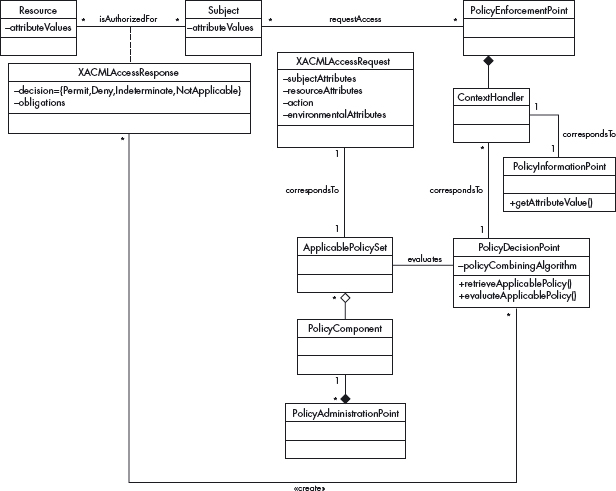 Resource
* isAuthorizedFor *
Subject
* requestAccess *
PolicyEnforcementPoint
–attributeValues
–attributeValues
XACMLAccessResponse
–decision={Permit,Deny,Indeterminate,NotApplicable}
–obligations
*
XACMLAccessRequest
–subjectAttributes
–resourceAttributes
–action
–environmentalAttributes
1
ContextHandler
*
1
correspondsTo
1
PolicyInformationPoint
+getAttributeValue()
correspondsTo
1
correspondsTo
1
ApplicablePolicySet
*
evaluates
PolicyDecisionPoint
–policyCombiningAlgorithm
+retrieveApplicablePolicy()
+evaluateApplicablePolicy()
*
PolicyComponent
1
*
PolicyAdministrationPoint
«create»